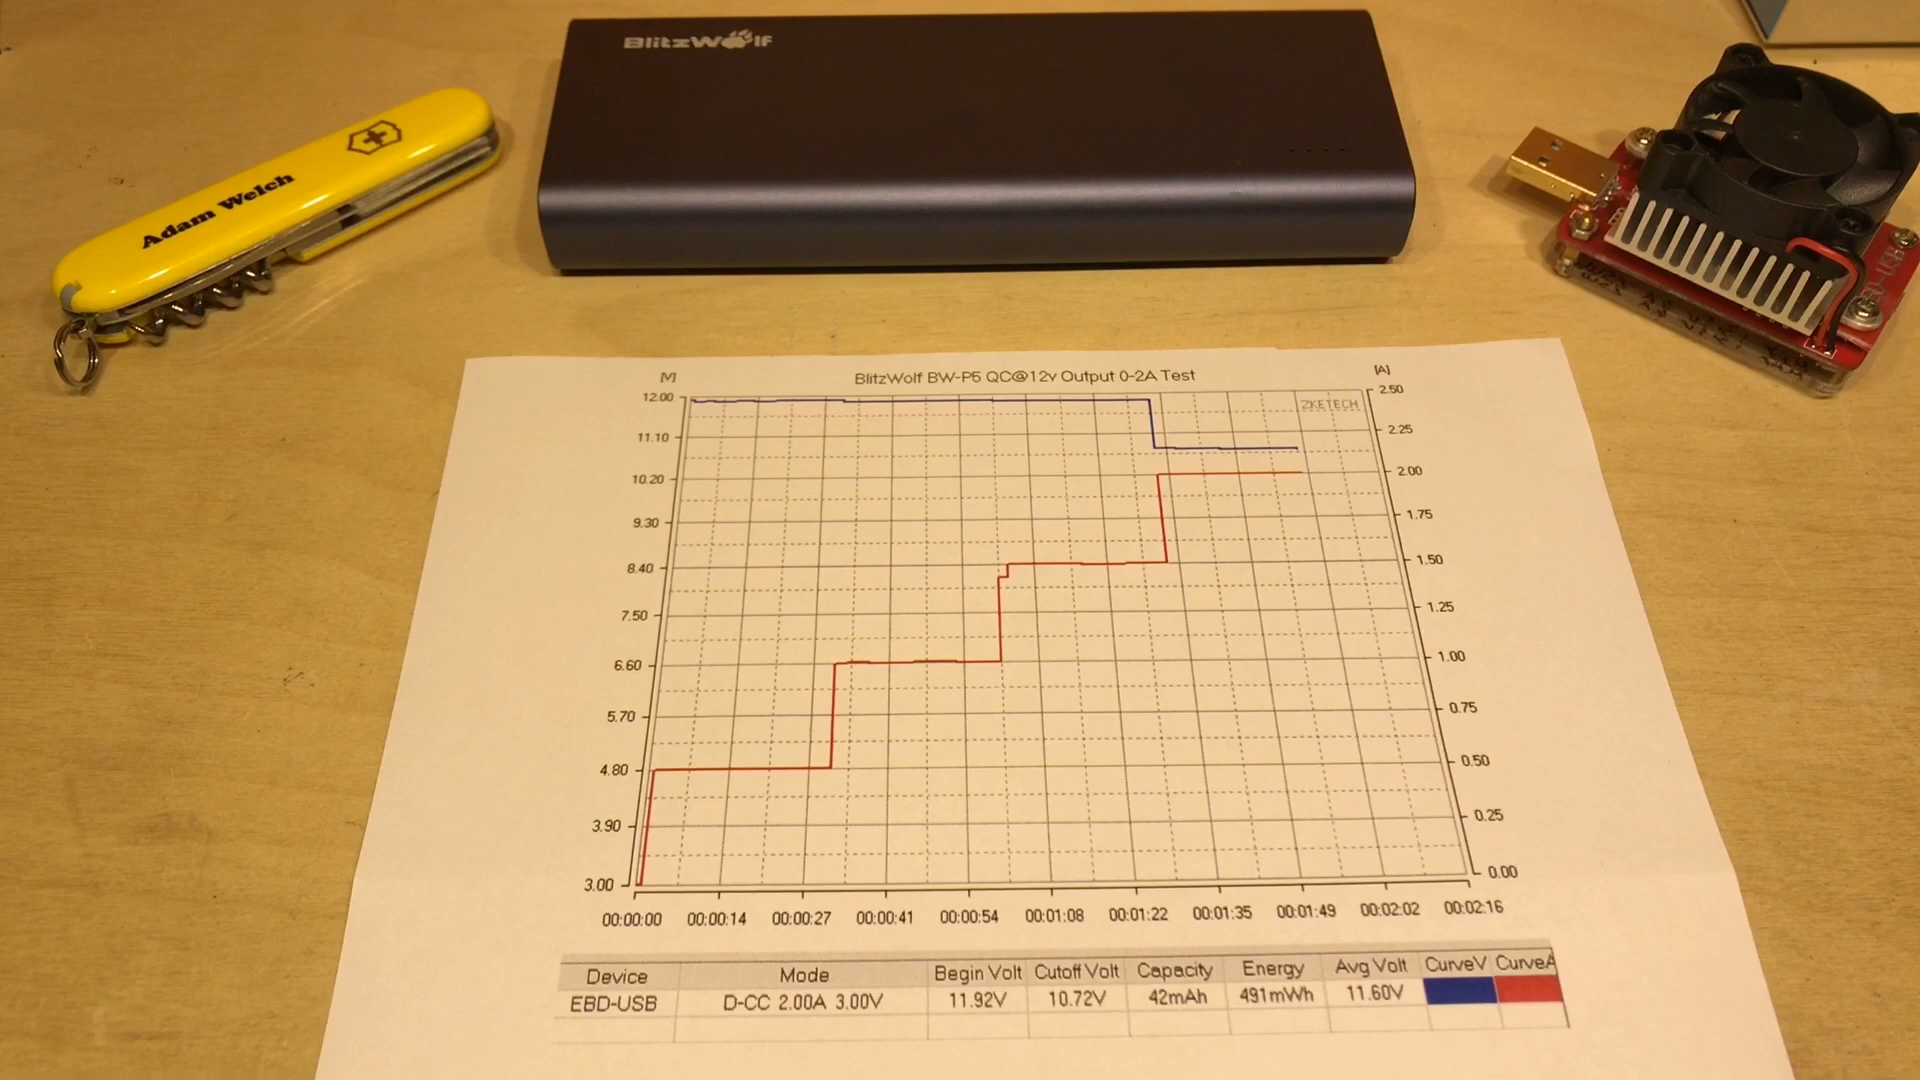 BlitzWolf
Adam Welch
BlitzWolf BW-P5 QC@12v Output 0-2A Test
[A]
ZKETECH
12.00
11.10
10.20
9.30
8.40
7.50
6.60
5.70
4.80
3.90
3.00
2.50
2.25
2.00
1.75
1.50
1.25
1.00
0.75
0.50
0.25
0.00
00:00:00 00:00:14 00:00:27 00:00:41 00:00:54 00:01:08 00:01:22 00:01:35 00:01:49 00:02:02 00:02:16
Device Mode Begin Volt Cutoff Volt Capacity Energy Avg Volt CurveV CurveA
EBD-USB D-CC 2.00A 3.00V 11.92V 10.72V 42mAh 491mWh 11.60V